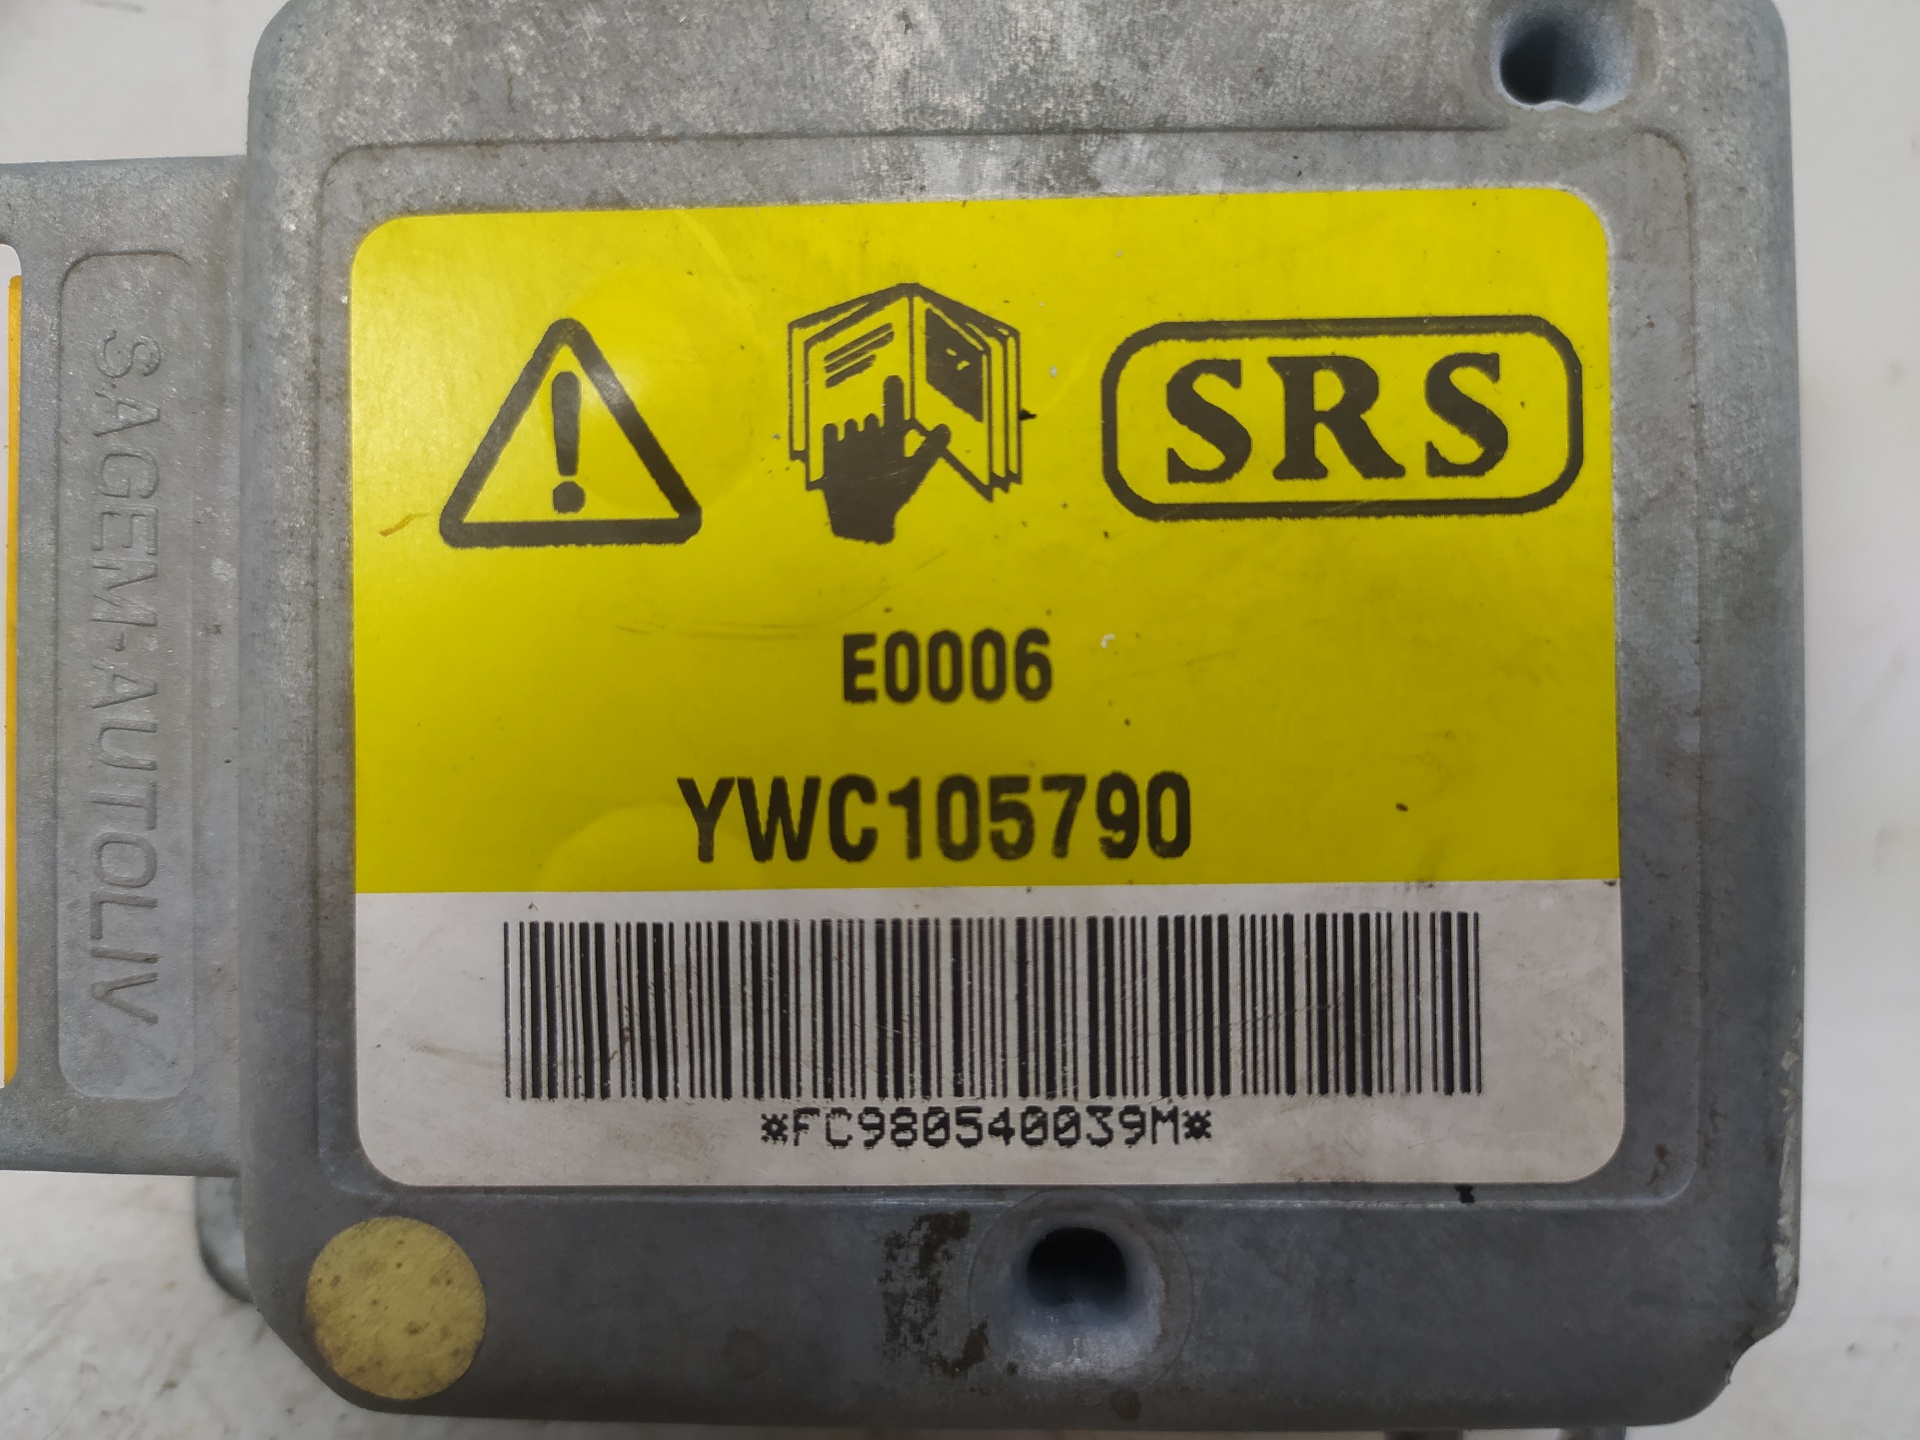 SAGEM-AUTOLIV
SRS
E0006
YWC105790
*FC980540039M*